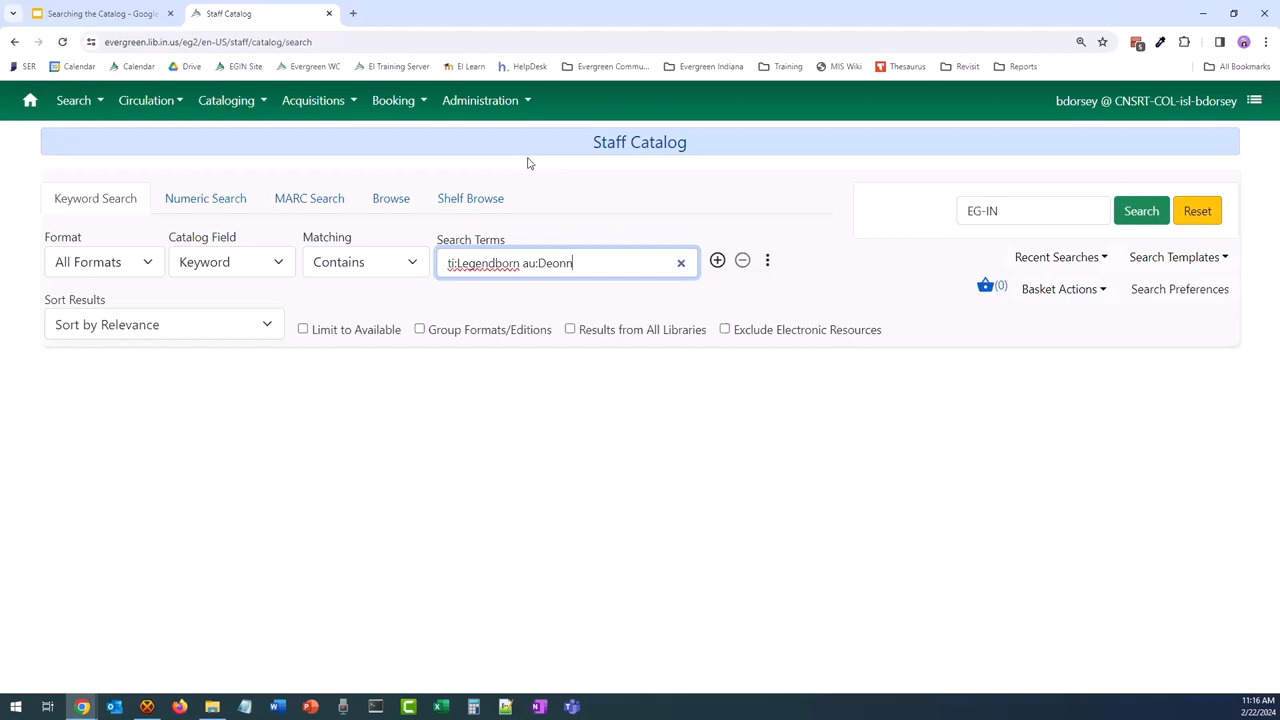 Searching the Catalog - Google
Staff Catalog
evergreen.lib.in.us/eg2/en-US/staff/catalog/search
SER Calendar Calendar Drive EGIN Site Evergreen WC EI Training Server EI Learn HelpDesk Evergreen Commu... Evergreen Indiana Training MIS Wiki Thesaurus Revisit Reports All Bookmarks
Search Circulation Cataloging Acquisitions Booking Administration bdorsey @ CNSRT-COL-isl-bdorsey
Staff Catalog
Keyword Search Numeric Search MARC Search Browse Shelf Browse
EG-IN Search Reset
Format Catalog Field Matching Search Terms
All Formats Keyword Contains ti:Legendborn au:Deonn
Recent Searches Search Templates
(0) Basket Actions Search Preferences
Sort Results
Sort by Relevance Limit to Available Group Formats/Editions Results from All Libraries Exclude Electronic Resources
11:16 AM
2/22/2024